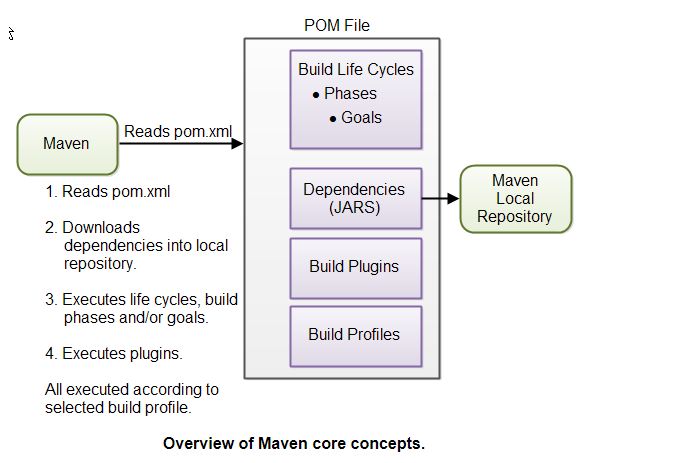 POM File
Build Life Cycles
• Phases
• Goals
Maven
Reads pom.xml
Dependencies
(JARS)
Maven
Local
Repository
Build Plugins
Build Profiles
1. Reads pom.xml
2. Downloads
dependencies into local
repository.
3. Executes life cycles, build
phases and/or goals.
4. Executes plugins.
All executed according to
selected build profile.
Overview of Maven core concepts.